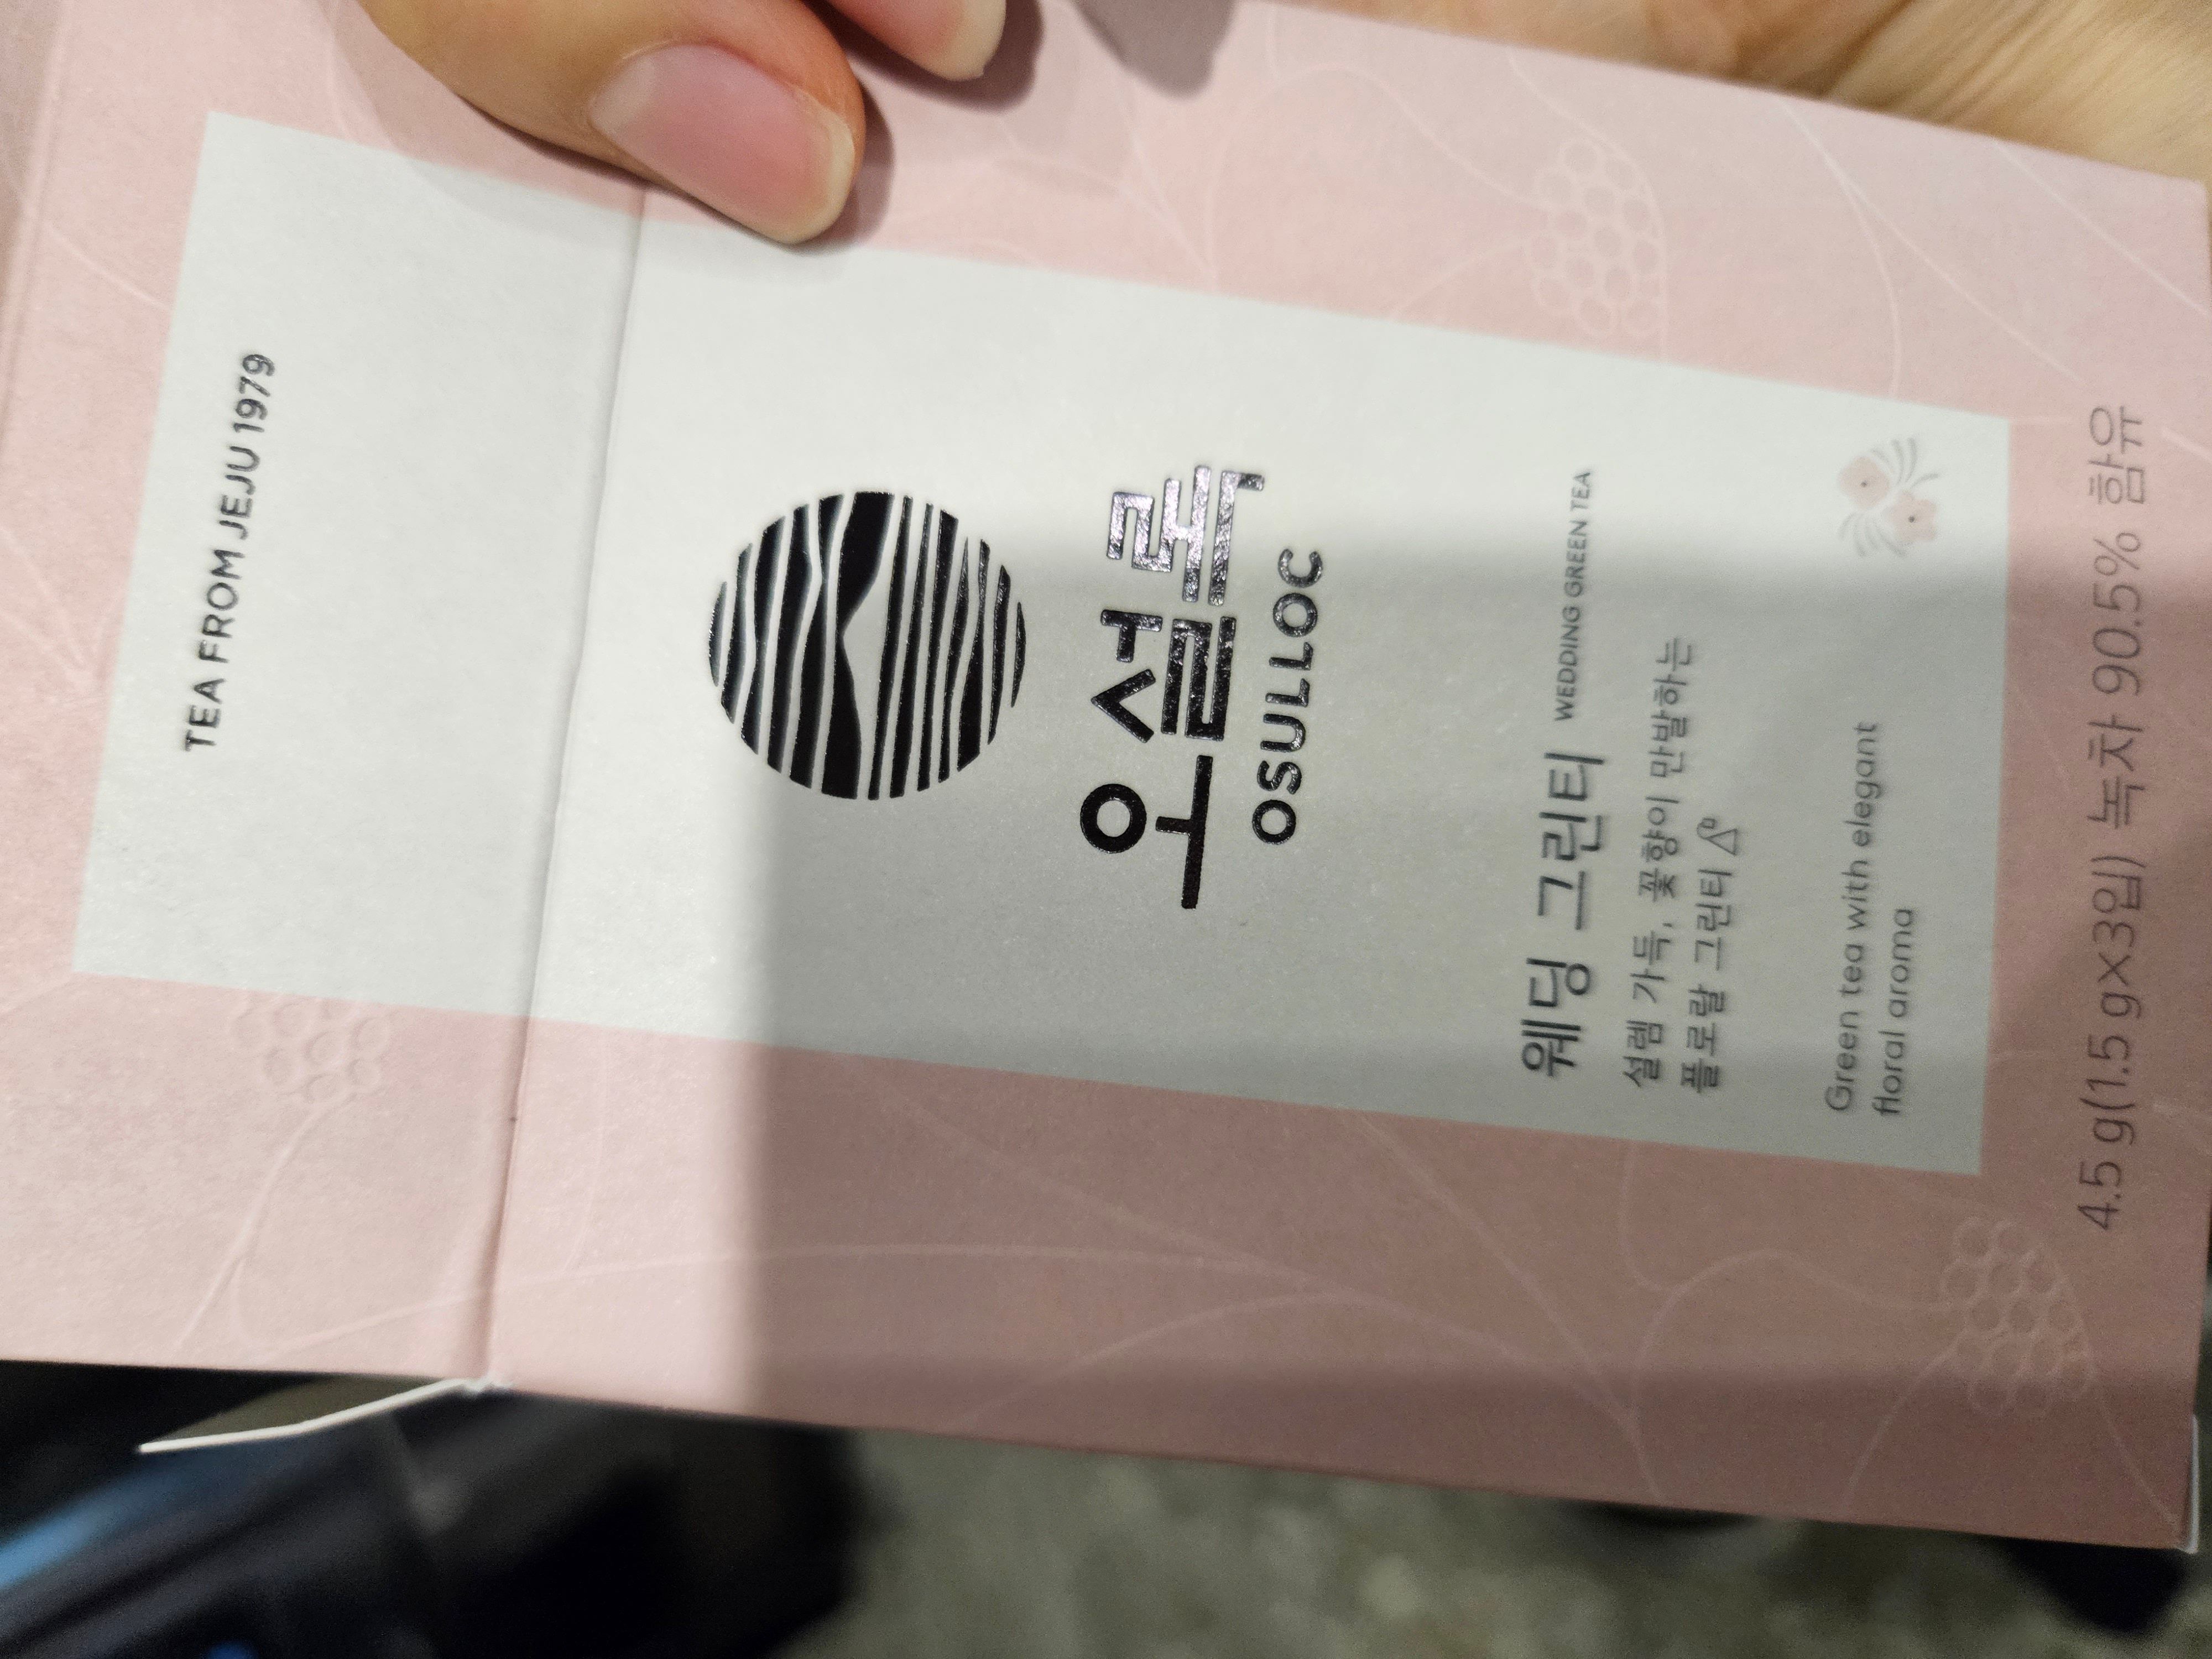 TEA FROM JEJU 1979
오설록
OSULLOC
웨딩 그린티 WEDDING GREEN TEA
설렘 가득, 꽃향이 만발하는
플로랄 그린티
Green tea with elegant
floral aroma
4.5 g(1.5 g×3입) 녹차 90.5% 함유